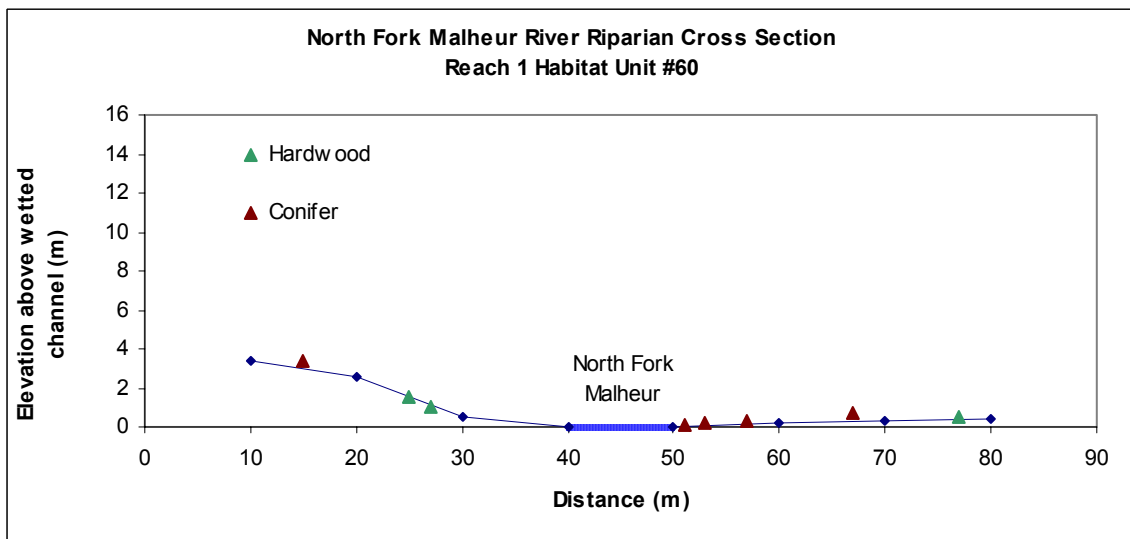 North Fork Malheur River Riparian Cross Section
Reach 1 Habitat Unit #60
Elevation above wetted
channel (m)
16
14
12
10
8
6
4
2
0
Hardwood
Conifer
North Fork
Malheur
0 10 20 30 40 50 60 70 80 90
Distance (m)